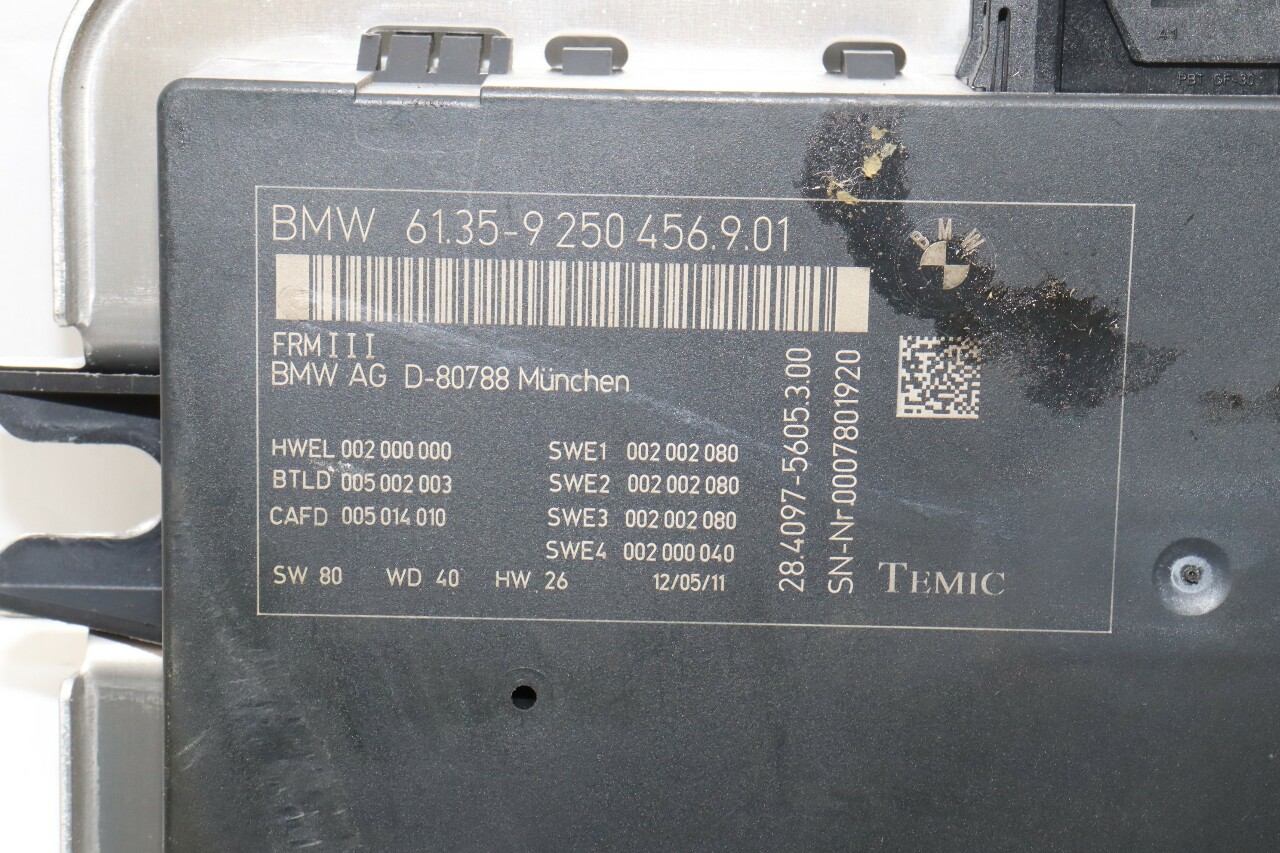 41
PBT GF-30
BMW 61.35-9 250 456.9.01
BMW
FRMIII
BMW AG D-80788 München
HWEL 002 000 000
BTLD 005 002 003
CAFD 005 014 010
SWE1 002 002 080
SWE2 002 002 080
SWE3 002 002 080
SWE4 002 000 040
SW 80 WD 40 HW 26 12/05/11
28.4097-5605.3.00
SN-Nr.0007801920
TEMIC